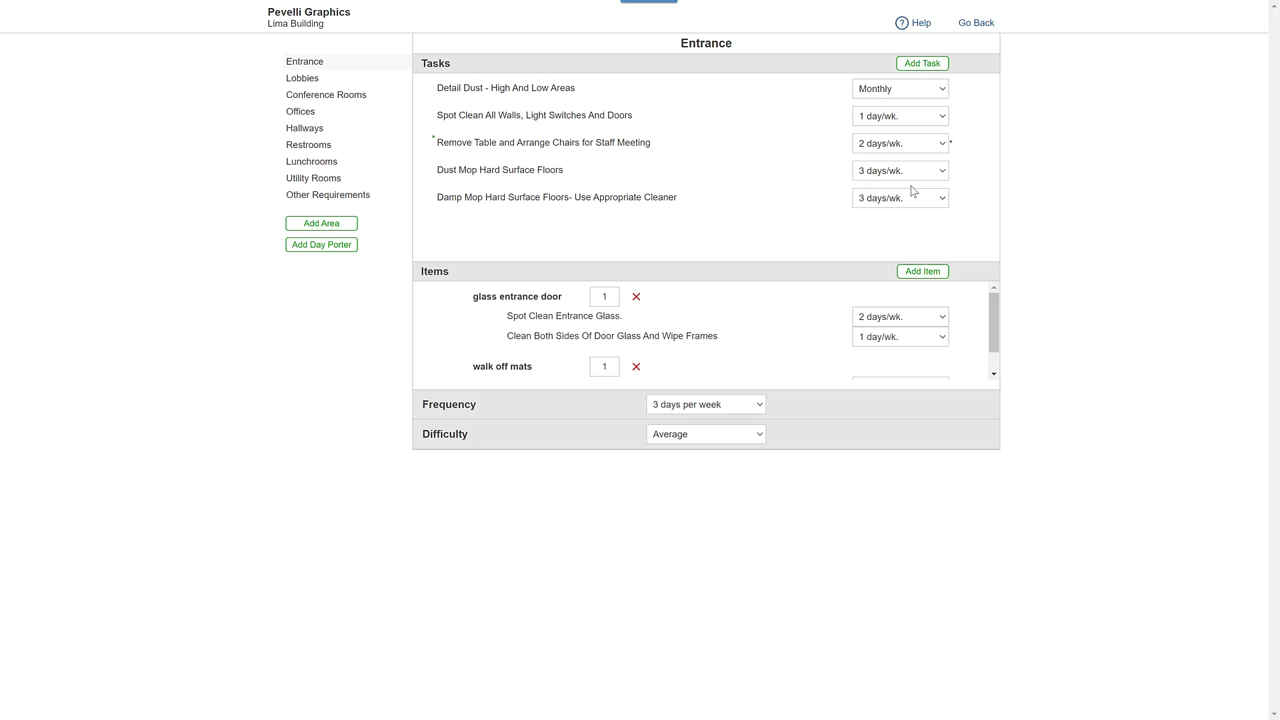 Pevelli Graphics
Lima Building
? Help Go Back
Entrance
Entrance
Lobbies
Conference Rooms
Offices
Hallways
Restrooms
Lunchrooms
Utility Rooms
Other Requirements
Add Area
Add Day Porter
Tasks Add Task
Detail Dust - High And Low Areas Monthly
Spot Clean All Walls, Light Switches And Doors 1 day/wk.
* Remove Table and Arrange Chairs for Staff Meeting 2 days/wk. *
Dust Mop Hard Surface Floors 3 days/wk.
Damp Mop Hard Surface Floors- Use Appropriate Cleaner 3 days/wk.
Items Add Item
glass entrance door 1
Spot Clean Entrance Glass. 2 days/wk.
Clean Both Sides Of Door Glass And Wipe Frames 1 day/wk.
walk off mats 1
Frequency 3 days per week
Difficulty Average